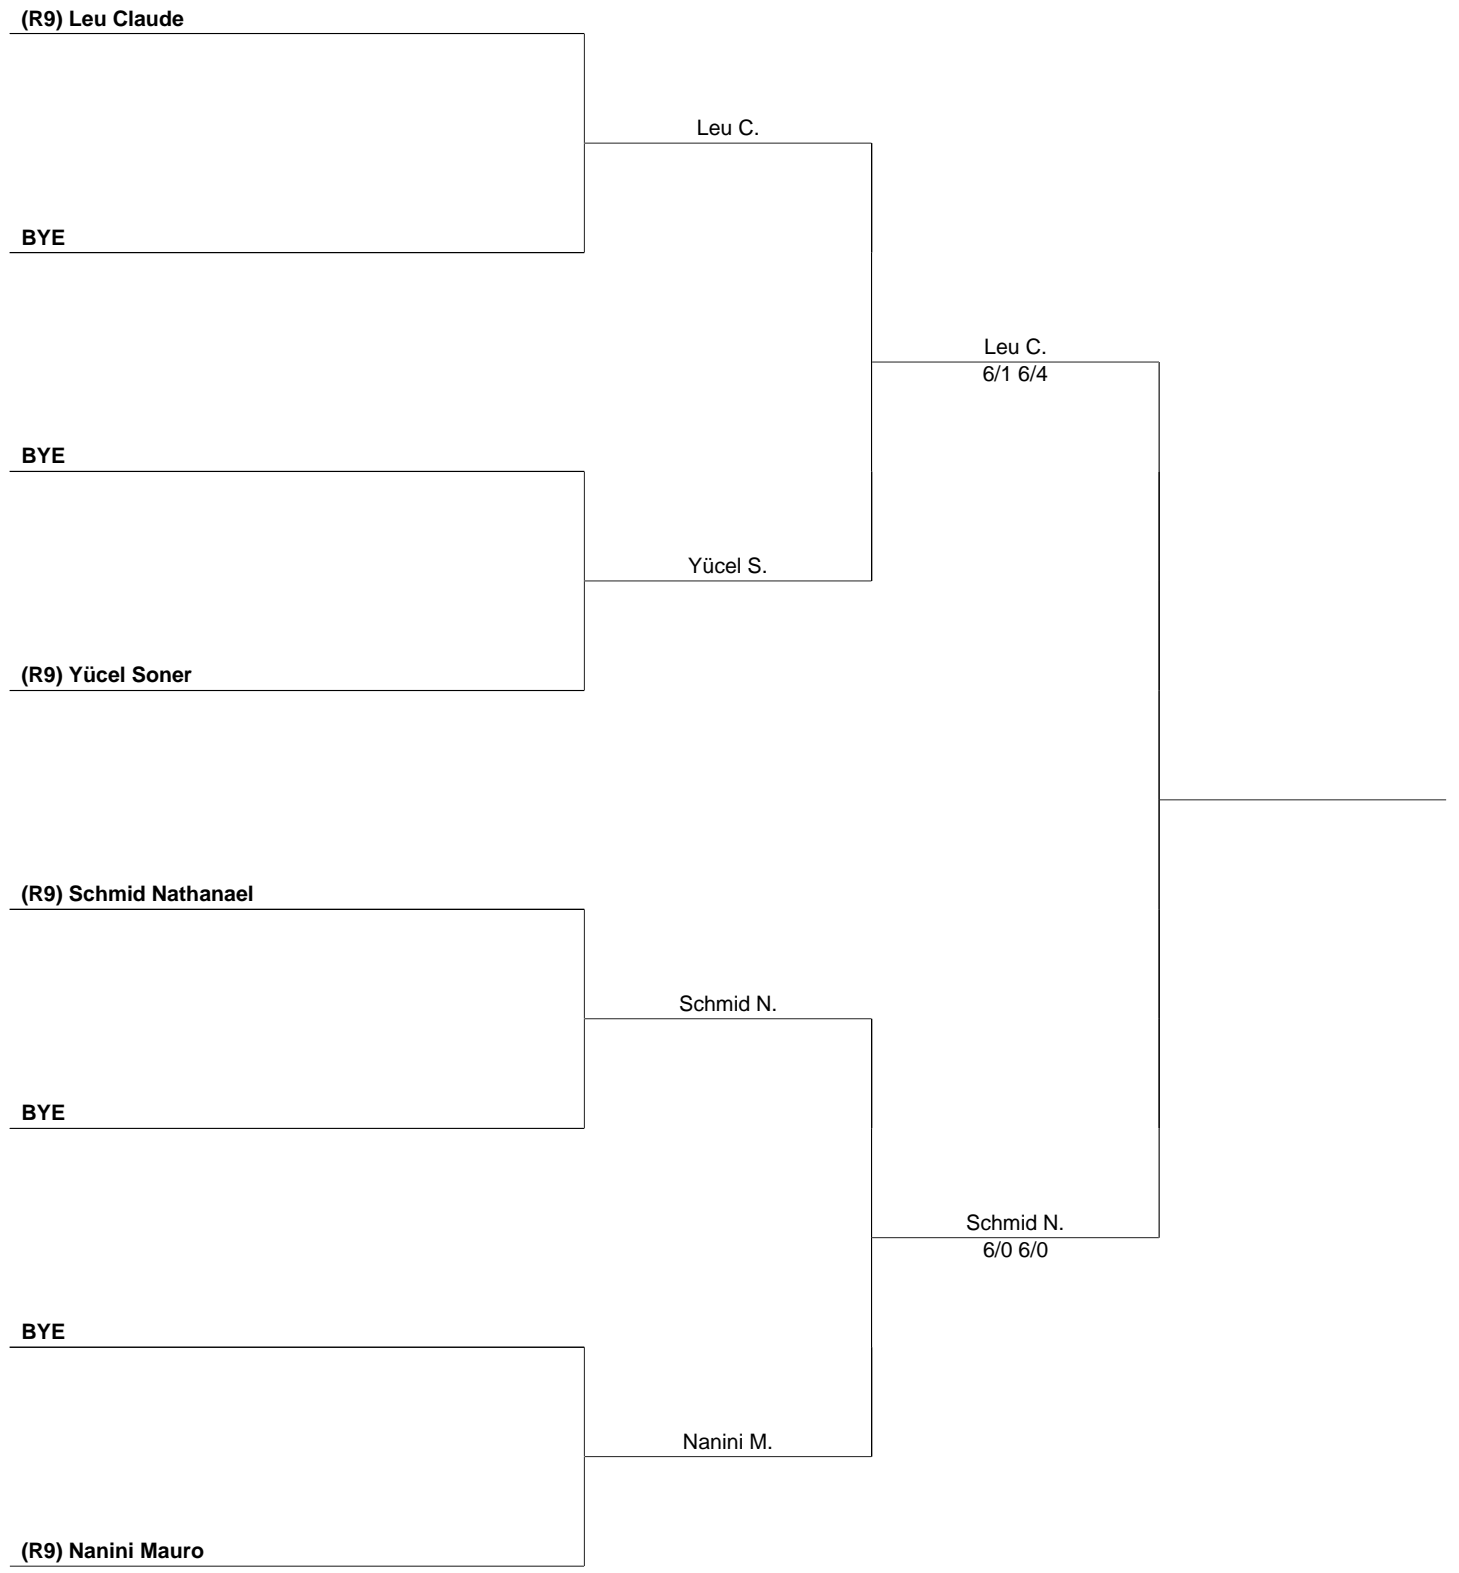 (R9) Leu Claude
Leu C.
BYE
Leu C.
6/1 6/4
BYE
Yücel S.
(R9) Yücel Soner
(R9) Schmid Nathanael
Schmid N.
BYE
Schmid N.
6/0 6/0
BYE
Nanini M.
(R9) Nanini Mauro